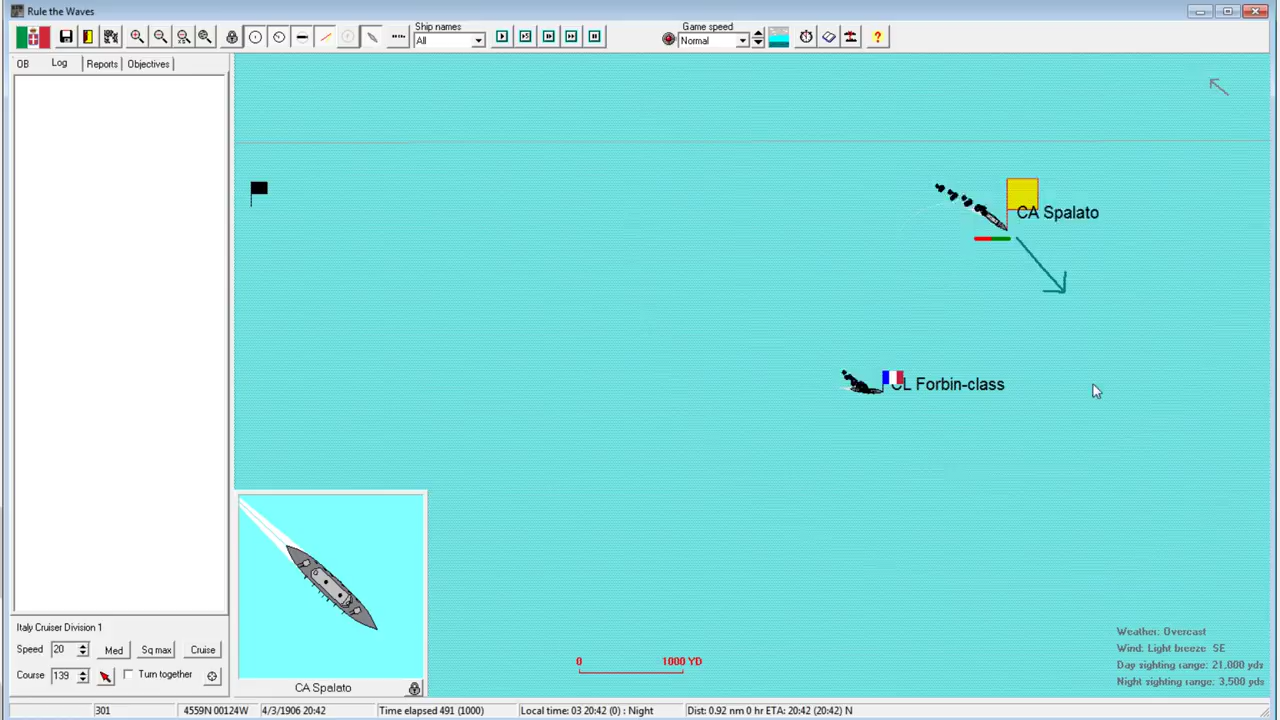 Rule the Waves
Ship names
All
Game speed
Normal
?
OB
Log
Reports
Objectives
CA Spalato
CL Forbin-class
Italy Cruiser Division 1
Speed
20
Med
Sq max
Cruise
Course
139
Turn together
CA Spalato
0
1000 YD
Weather: Overcast
Wind: Light breeze SE
Day sighting range: 21,000 yds
Night sighting range: 3,500 yds
301
4559N 00124W
4/3/1906 20:42
Time elapsed 491 (1000)
Local time: 03 20:42 (0) : Night
Dist: 0.92 nm 0 hr ETA: 20:42 (20:42) N